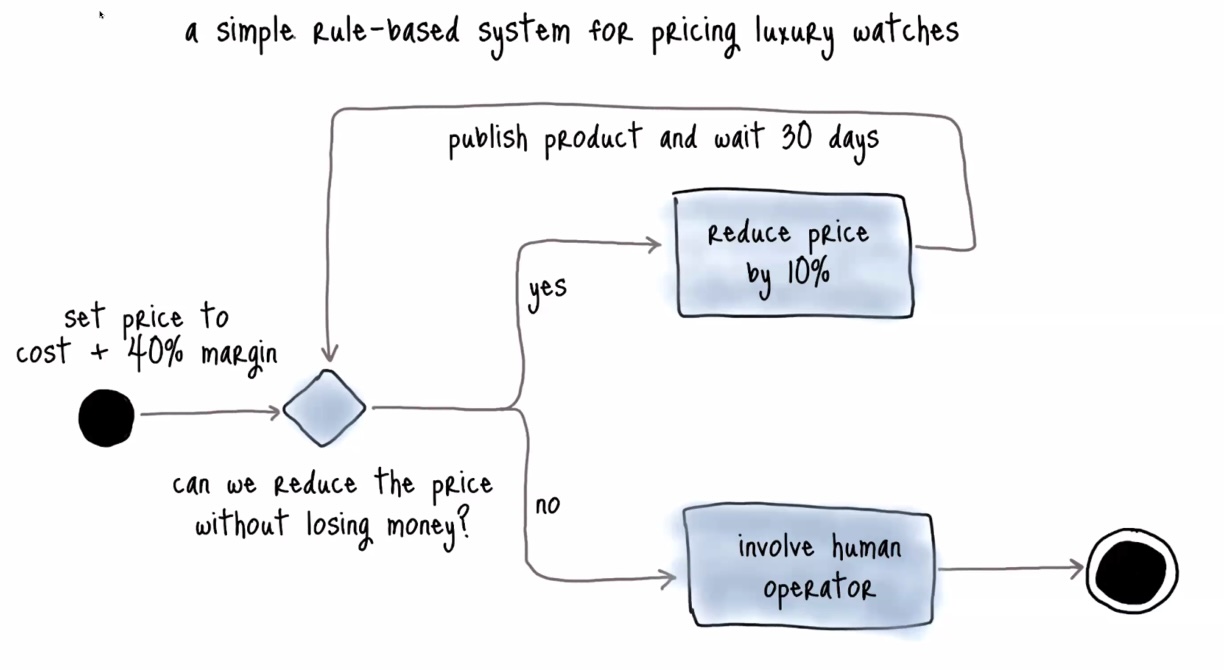 a simple rule-based system for pricing luxury watches
publish product and wait 30 days
reduce price
by 10%
yes
set price to
cost + 40% margin
can we reduce the price
without losing money?
no
involve human
operator